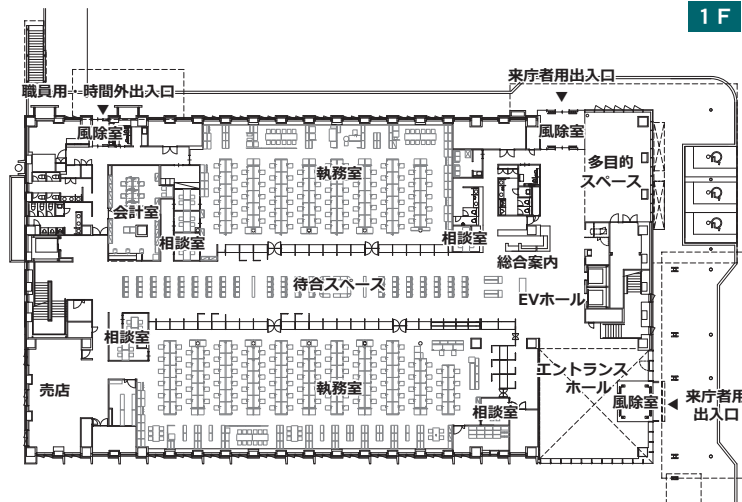 1F
職員用・時間外出入口
来庁者用出入口
風除室
風除室
執務室
多目的
スペース
会計室
相談室
相談室
総合案内
待合スペース
EVホール
相談室
エントランス
ホール
執務室
売店
風除室
来庁者用
出入口
相談室